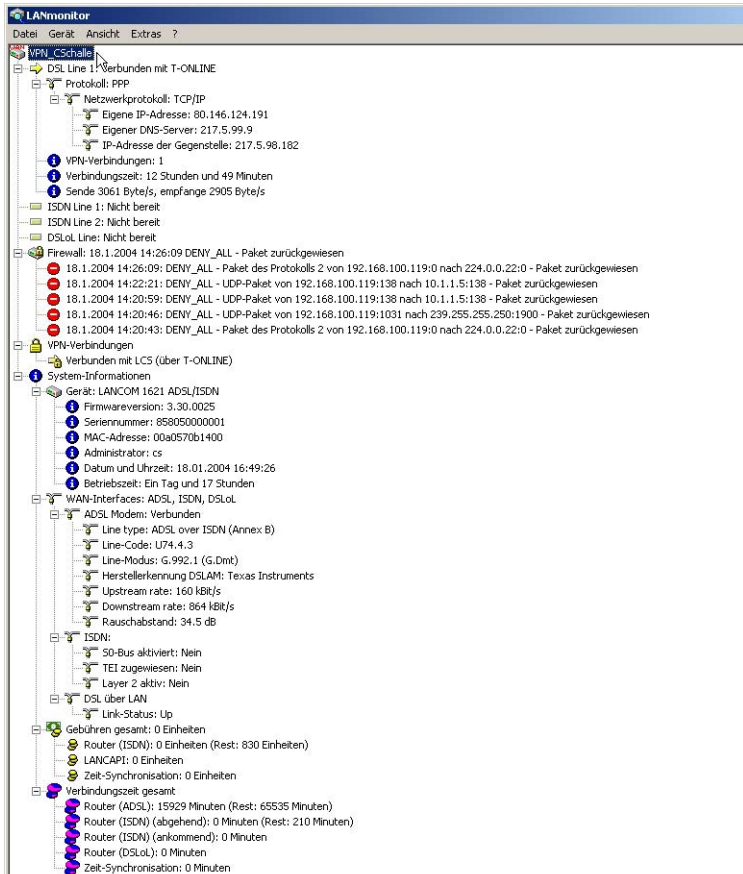 LANmonitor
Datei Gerät Ansicht Extras ?
VPN_CSchalle
DSL Line 1: Verbunden mit T-ONLINE
Protokoll: PPP
Netzwerkprotokoll: TCP/IP
Eigene IP-Adresse: 80.146.124.191
Eigener DNS-Server: 217.5.99.9
IP-Adresse der Gegenstelle: 217.5.98.182
VPN-Verbindungen: 1
Verbindungszeit: 12 Stunden und 49 Minuten
Sende 3061 Byte/s, empfange 2905 Byte/s
ISDN Line 1: Nicht bereit
ISDN Line 2: Nicht bereit
DSLoL Line: Nicht bereit
Firewall: 18.1.2004 14:26:09 DENY_ALL - Paket zurückgewiesen
18.1.2004 14:26:09: DENY_ALL - Paket des Protokolls 2 von 192.168.100.119:0 nach 224.0.0.22:0 - Paket zurückgewiesen
18.1.2004 14:22:21: DENY_ALL - UDP-Paket von 192.168.100.119:138 nach 10.1.1.5:138 - Paket zurückgewiesen
18.1.2004 14:20:59: DENY_ALL - UDP-Paket von 192.168.100.119:138 nach 10.1.1.5:138 - Paket zurückgewiesen
18.1.2004 14:20:46: DENY_ALL - UDP-Paket von 192.168.100.119:1031 nach 239.255.255.250:1900 - Paket zurückgewiesen
18.1.2004 14:20:43: DENY_ALL - Paket des Protokolls 2 von 192.168.100.119:0 nach 224.0.0.22:0 - Paket zurückgewiesen
VPN-Verbindungen
Verbunden mit LCS (über T-ONLINE)
System-Informationen
Gerät: LANCOM 1621 ADSL/ISDN
Firmwareversion: 3.30.0025
Seriennummer: 858050000001
MAC-Adresse: 00a0570b1400
Administrator: cs
Datum und Uhrzeit: 18.01.2004 16:49:26
Betriebszeit: Ein Tag und 17 Stunden
WAN-Interfaces: ADSL, ISDN, DSLoL
ADSL Modem: Verbunden
Line type: ADSL over ISDN (Annex B)
Line-Code: U74.4.3
Line-Modus: G.992.1 (G.Dmt)
Herstellerkennung DSLAM: Texas Instruments
Upstream rate: 160 kBit/s
Downstream rate: 864 kBit/s
Rauschabstand: 34.5 dB
ISDN:
S0-Bus aktiviert: Nein
TEI zugewiesen: Nein
Layer 2 aktiv: Nein
DSL über LAN
Link-Status: Up
Gebühren gesamt: 0 Einheiten
Router (ISDN): 0 Einheiten (Rest: 830 Einheiten)
LANCAPI: 0 Einheiten
Zeit-Synchronisation: 0 Einheiten
Verbindungszeit gesamt
Router (ADSL): 15929 Minuten (Rest: 65535 Minuten)
Router (ISDN) (abgehend): 0 Minuten (Rest: 210 Minuten)
Router (ISDN) (ankommend): 0 Minuten
Router (DSLoL): 0 Minuten
Zeit-Synchronisation: 0 Minuten